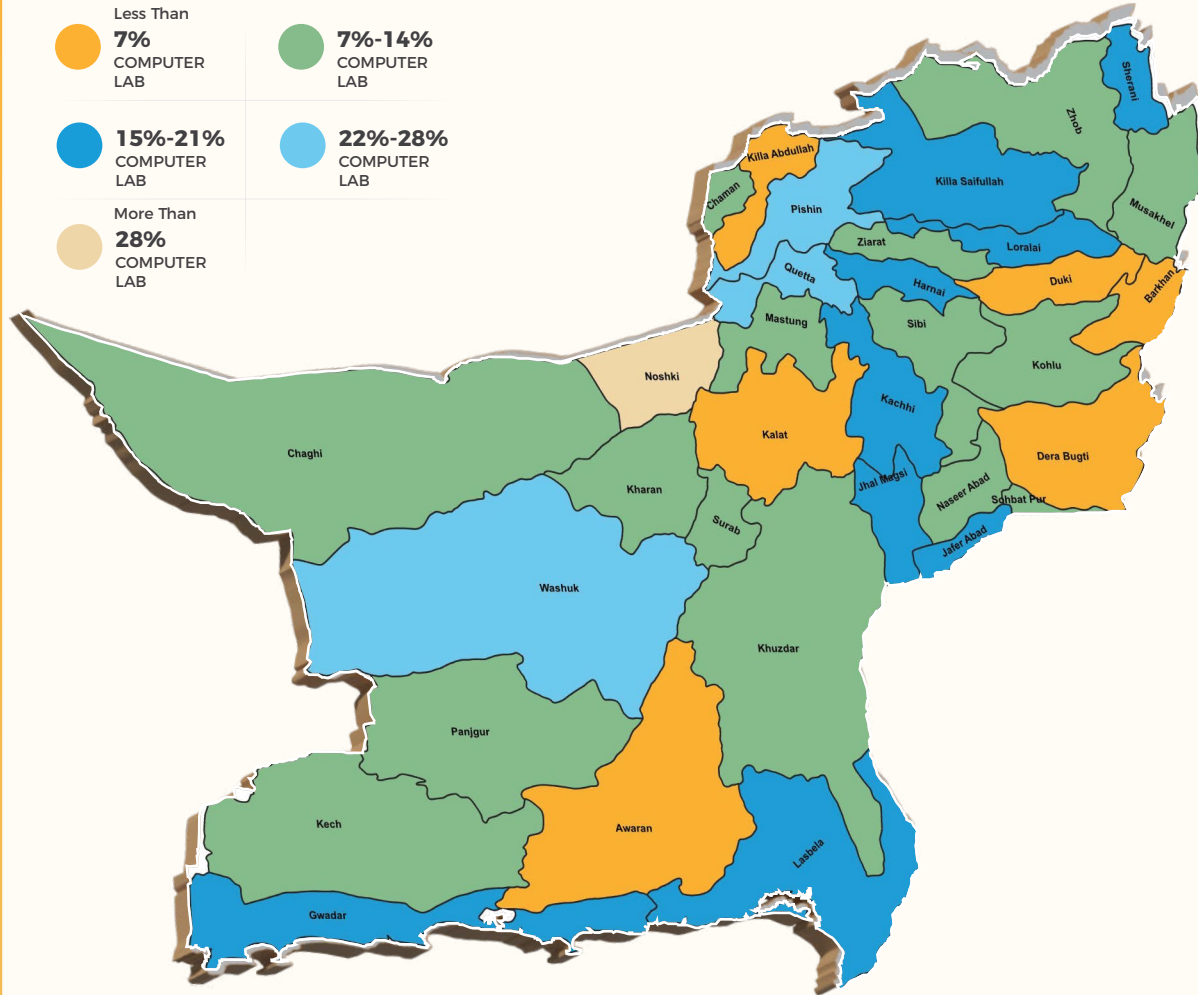 Less Than
7%
COMPUTER
LAB
7%-14%
COMPUTER
LAB
15%-21%
COMPUTER
LAB
22%-28%
COMPUTER
LAB
More Than
28%
COMPUTER
LAB
Sherani
Zhob
Killa Abdullah
Killa Saifullah
Chaman
Pishin
Musakhel
Ziarat
Loralai
Quetta
Harnai
Duki
Barkhan
Mastung
Sibi
Noshki
Kohlu
Kachhi
Kalat
Chaghi
Dera Bugti
Jhal Magsi
Kharan
Naseer Abad
Sohbat Pur
Surab
Jafer Abad
Washuk
Khuzdar
Panjgur
Kech
Awaran
Lasbela
Gwadar